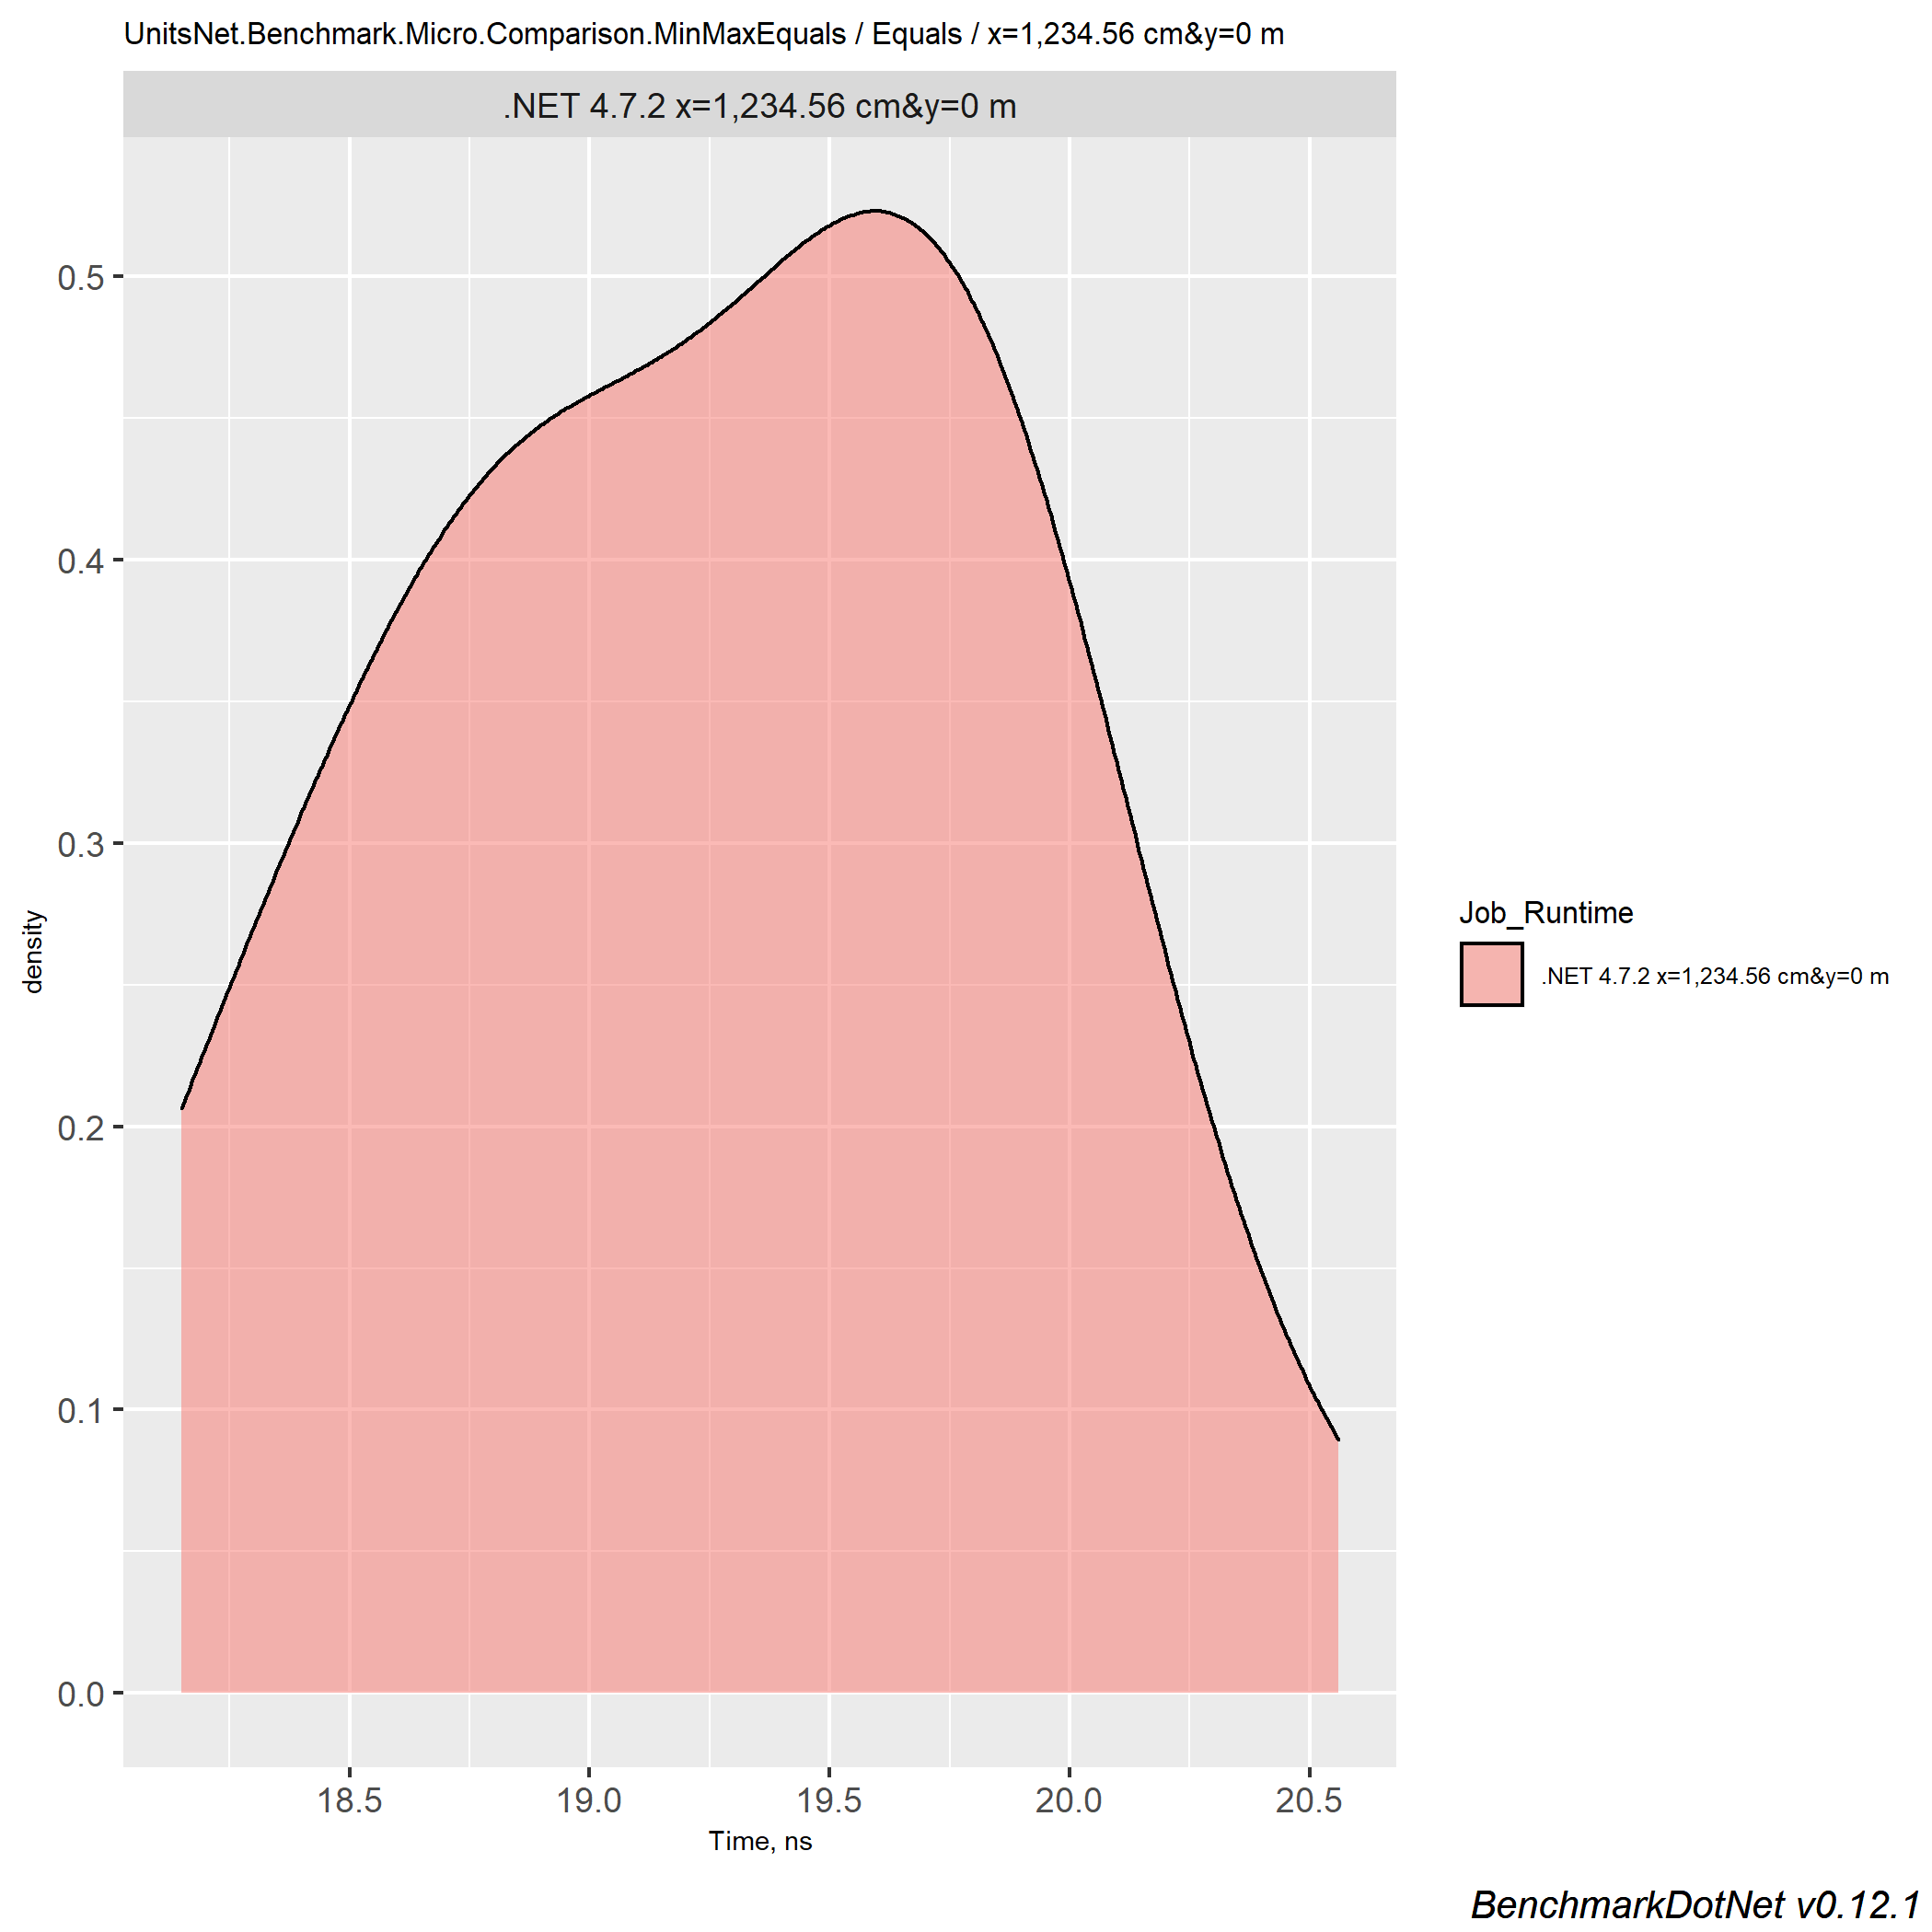 UnitsNet.Benchmark.Micro.Comparison.MinMaxEquals / Equals / x=1,234.56 cm&y=0 m
.NET 4.7.2 x=1,234.56 cm&y=0 m
0.5
0.4
0.3
0.2
0.1
0.0
density
18.5 19.0 19.5 20.0 20.5
Time, ns
Job_Runtime
.NET 4.7.2 x=1,234.56 cm&y=0 m
BenchmarkDotNet v0.12.1